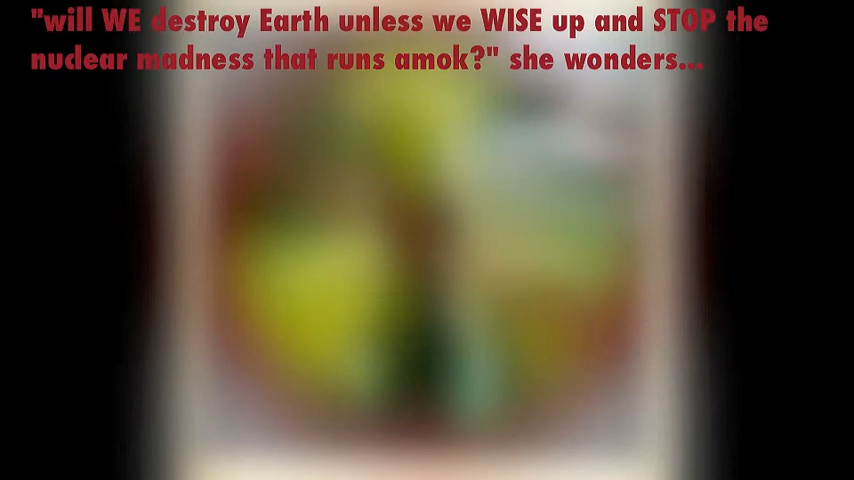 "will WE destroy Earth unless we WISE up and STOP the
nuclear madness that runs amok?" she wonders...